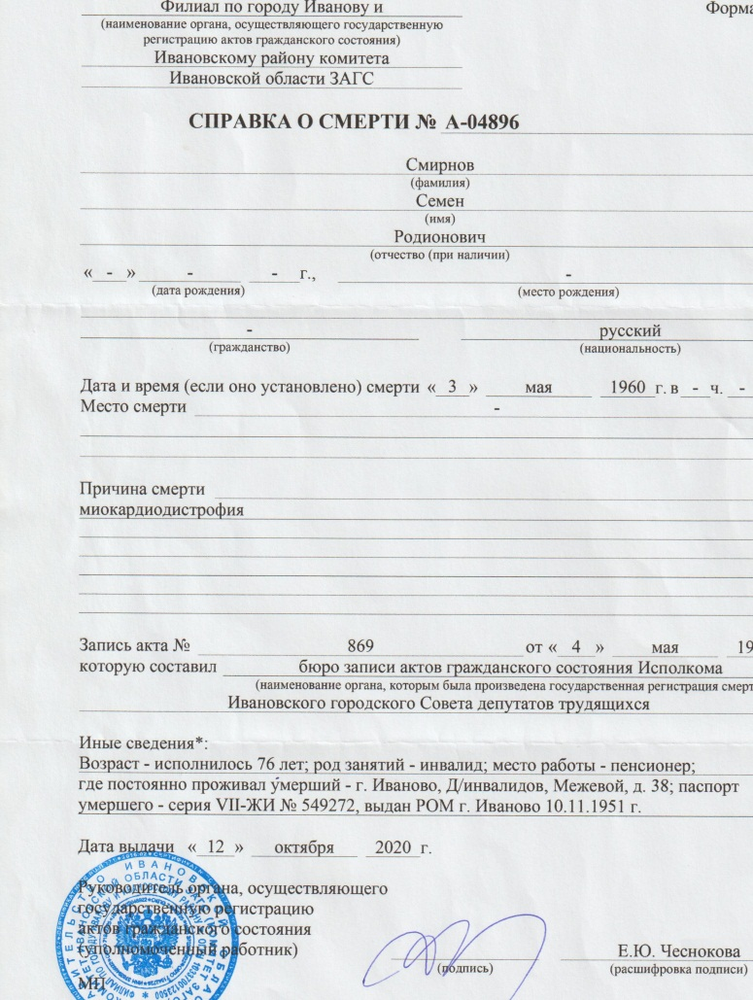 Филиал по городу Иванову и
Форма
(наименование органа, осуществляющего государственную
регистрацию актов гражданского состояния)
Ивановскому району комитета
Ивановской области ЗАГС
СПРАВКА О СМЕРТИ № А-04896
Смирнов
(фамилия)
Семен
(имя)
Родионович
(отчество (при наличии)
« - » - - г., -
(дата рождения) (место рождения)
- русский
(гражданство) (национальность)
Дата и время (если оно установлено) смерти « 3 » мая 1960 г. в - ч. -
Место смерти -
Причина смерти
миокардиодистрофия
Запись акта № 869 от « 4 » мая 19
которую составил бюро записи актов гражданского состояния Исполкома
(наименование органа, которым была произведена государственная регистрация смерт
Ивановского городского Совета депутатов трудящихся
Иные сведения*:
Возраст - исполнилось 76 лет; род занятий - инвалид; место работы - пенсионер;
где постоянно проживал умерший - г. Иваново, Д/инвалидов, Межевой, д. 38; паспорт
умершего - серия VII-ЖИ № 549272, выдан РОМ г. Иваново 10.11.1951 г.
Дата выдачи « 12 » октября 2020 г.
Руководитель органа, осуществляющего
государственную регистрацию
актов гражданского состояния
(уполномоченный работник) Е.Ю. Чеснокова
(подпись) (расшифровка подписи)
МП